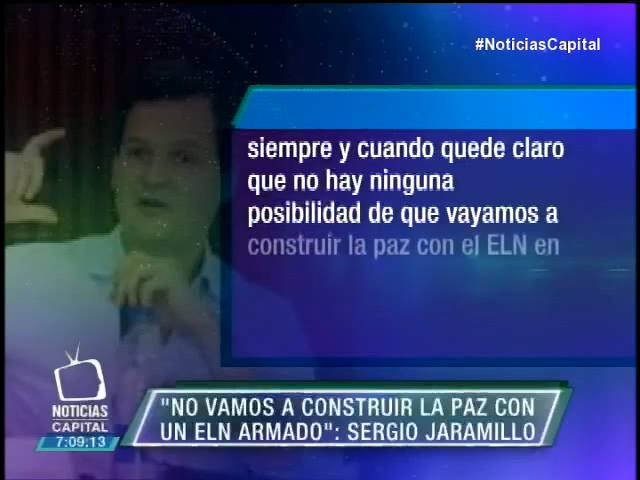 #NoticiasCapital
siempre y cuando quede claro
que no hay ninguna
posibilidad de que vayamos a
construir la paz con el ELN en
NOTICIAS
CAPITAL
7:09:13
"NO VAMOS A CONSTRUIR LA PAZ CON
UN ELN ARMADO": SERGIO JARAMILLO